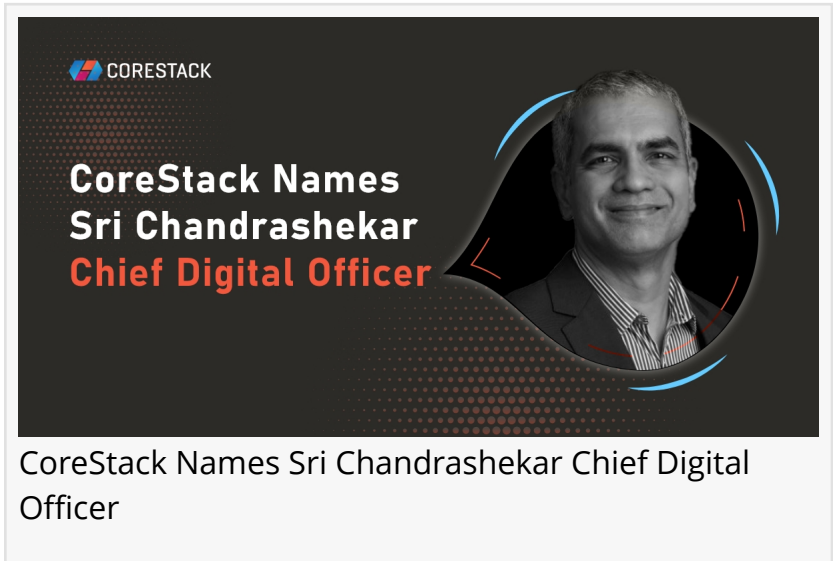 CORESTACK
CoreStack Names
Sri Chandrashekar
Chief Digital Officer
CoreStack Names Sri Chandrashekar Chief Digital
Officer